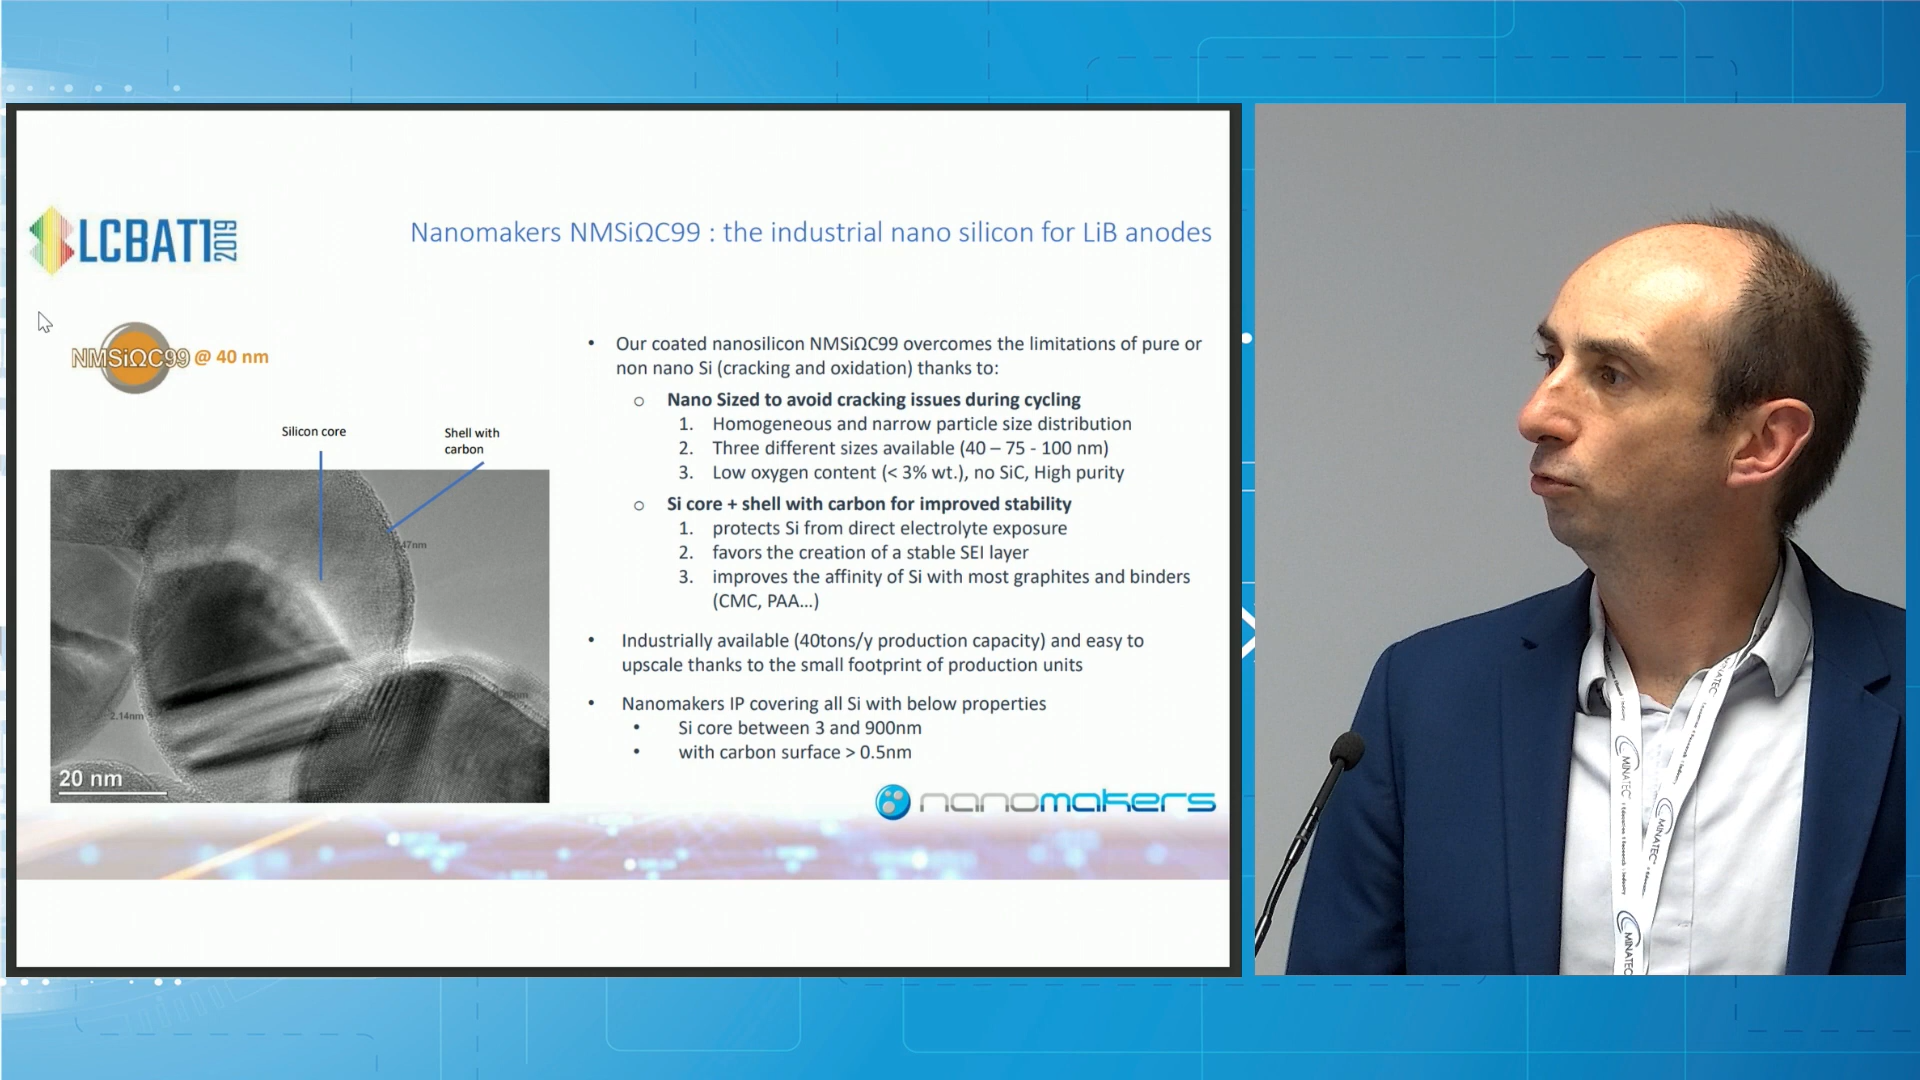 LCBAT1 2019
Nanomakers NMSiΩC99 : the industrial nano silicon for LiB anodes
NMSiΩC99 @ 40 nm
Silicon core
Shell with
carbon
2.14nm
20 nm
• Our coated nanosilicon NMSiΩC99 overcomes the limitations of pure or
non nano Si (cracking and oxidation) thanks to:
o Nano Sized to avoid cracking issues during cycling
1. Homogeneous and narrow particle size distribution
2. Three different sizes available (40 – 75 - 100 nm)
3. Low oxygen content (< 3% wt.), no SiC, High purity
o Si core + shell with carbon for improved stability
1. protects Si from direct electrolyte exposure
2. favors the creation of a stable SEI layer
3. improves the affinity of Si with most graphites and binders
(CMC, PAA...)
• Industrially available (40tons/y production capacity) and easy to
upscale thanks to the small footprint of production units
• Nanomakers IP covering all Si with below properties
• Si core between 3 and 900nm
• with carbon surface > 0.5nm
nanomakers
MINATEC
MINATEC
MINATEC
MINATEC